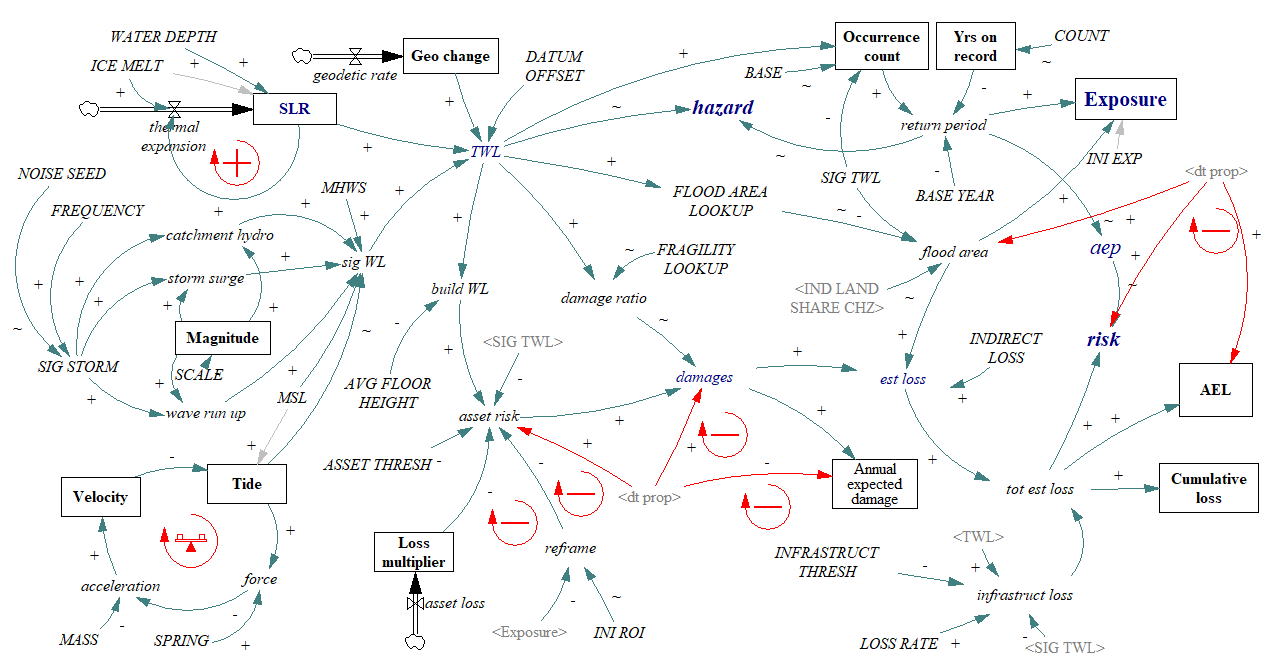 WATER DEPTH
ICE MELT
SLR
thermal
expansion
Geo change
geodetic rate
DATUM
OFFSET
TWL
BASE
Occurrence
count
Yrs on
record
COUNT
hazard
return period
Exposure
INI EXP
NOISE SEED
FREQUENCY
MHWS
catchment hydro
storm surge
sig WL
Magnitude
SIG STORM
SCALE
wave run up
MSL
FLOOD AREA
LOOKUP
SIG TWL
BASE YEAR
<dt prop>
flood area
aep
FRAGILITY
LOOKUP
build WL
damage ratio
<IND LAND
SHARE CHZ>
<SIG TWL>
INDIRECT
LOSS
risk
AVG FLOOR
HEIGHT
damages
est loss
AEL
asset risk
ASSET THRESH
Velocity
Tide
<dt prop>
Annual
expected
damage
tot est loss
Cumulative
loss
Loss
multiplier
reframe
<TWL>
INFRASTRUCT
THRESH
acceleration
force
asset loss
infrastruct loss
MASS
SPRING
<Exposure>
INI ROI
LOSS RATE
<SIG TWL>